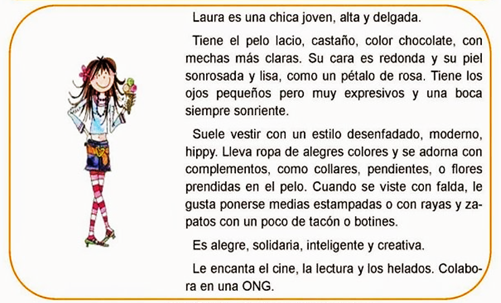 Laura es una chica joven, alta y delgada.
Tiene el pelo lacio, castaño, color chocolate, con
mechas más claras. Su cara es redonda y su piel
sonrosada y lisa, como un pétalo de rosa. Tiene los
ojos pequeños pero muy expresivos y una boca
siempre sonriente.
Suele vestir con un estilo desenfadado, moderno,
hippy. Lleva ropa de alegres colores y se adorna con
complementos, como collares, pendientes, o flores
prendidas en el pelo. Cuando se viste con falda, le
gusta ponerse medias estampadas o con rayas y za-
patos con un poco de tacón o botines.
Es alegre, solidaria, inteligente y creativa.
Le encanta el cine, la lectura y los helados. Colabo-
ra en una ONG.